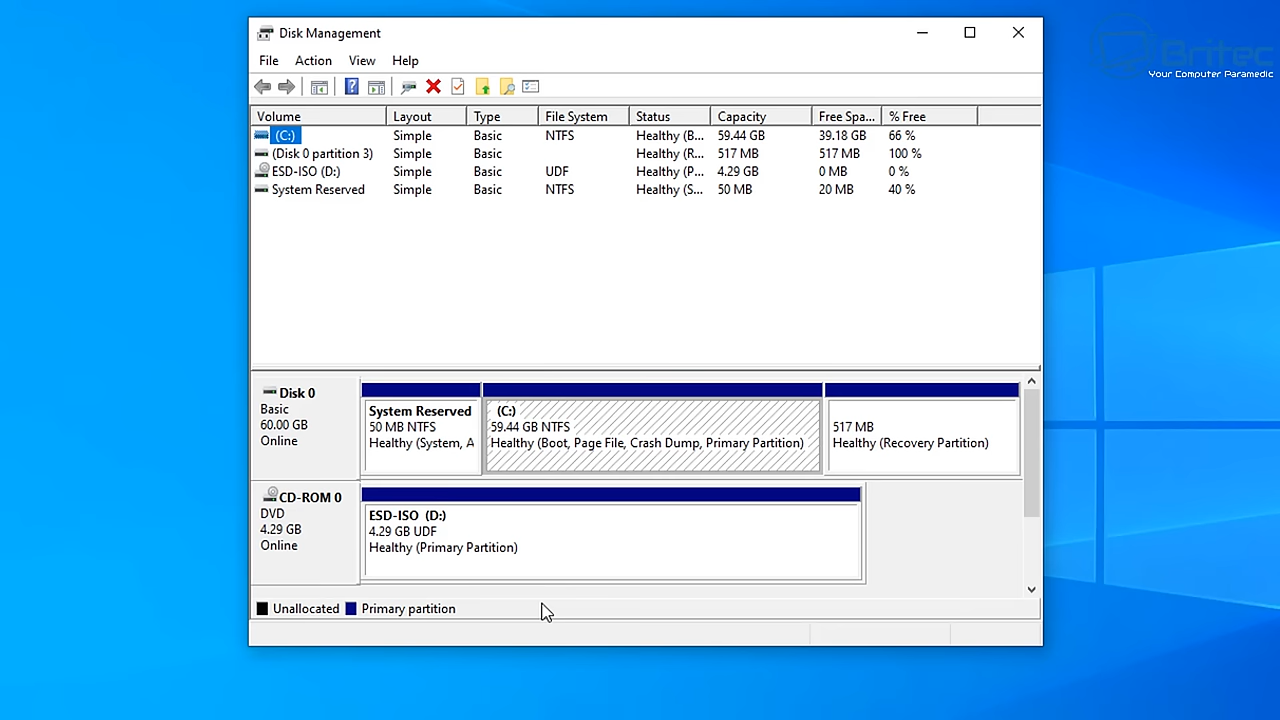 Disk Management
Britec
Your Computer Paramedic
File Action View Help
Volume Layout Type File System Status Capacity Free Spa... % Free
(C:) Simple Basic NTFS Healthy (B... 59.44 GB 39.18 GB 66 %
(Disk 0 partition 3) Simple Basic Healthy (R... 517 MB 517 MB 100 %
ESD-ISO (D:) Simple Basic UDF Healthy (P... 4.29 GB 0 MB 0 %
System Reserved Simple Basic NTFS Healthy (S... 50 MB 20 MB 40 %
Disk 0
Basic
60.00 GB
Online
System Reserved
50 MB NTFS
Healthy (System, A
(C:)
59.44 GB NTFS
Healthy (Boot, Page File, Crash Dump, Primary Partition)
517 MB
Healthy (Recovery Partition)
CD-ROM 0
DVD
4.29 GB
Online
ESD-ISO (D:)
4.29 GB UDF
Healthy (Primary Partition)
Unallocated Primary partition